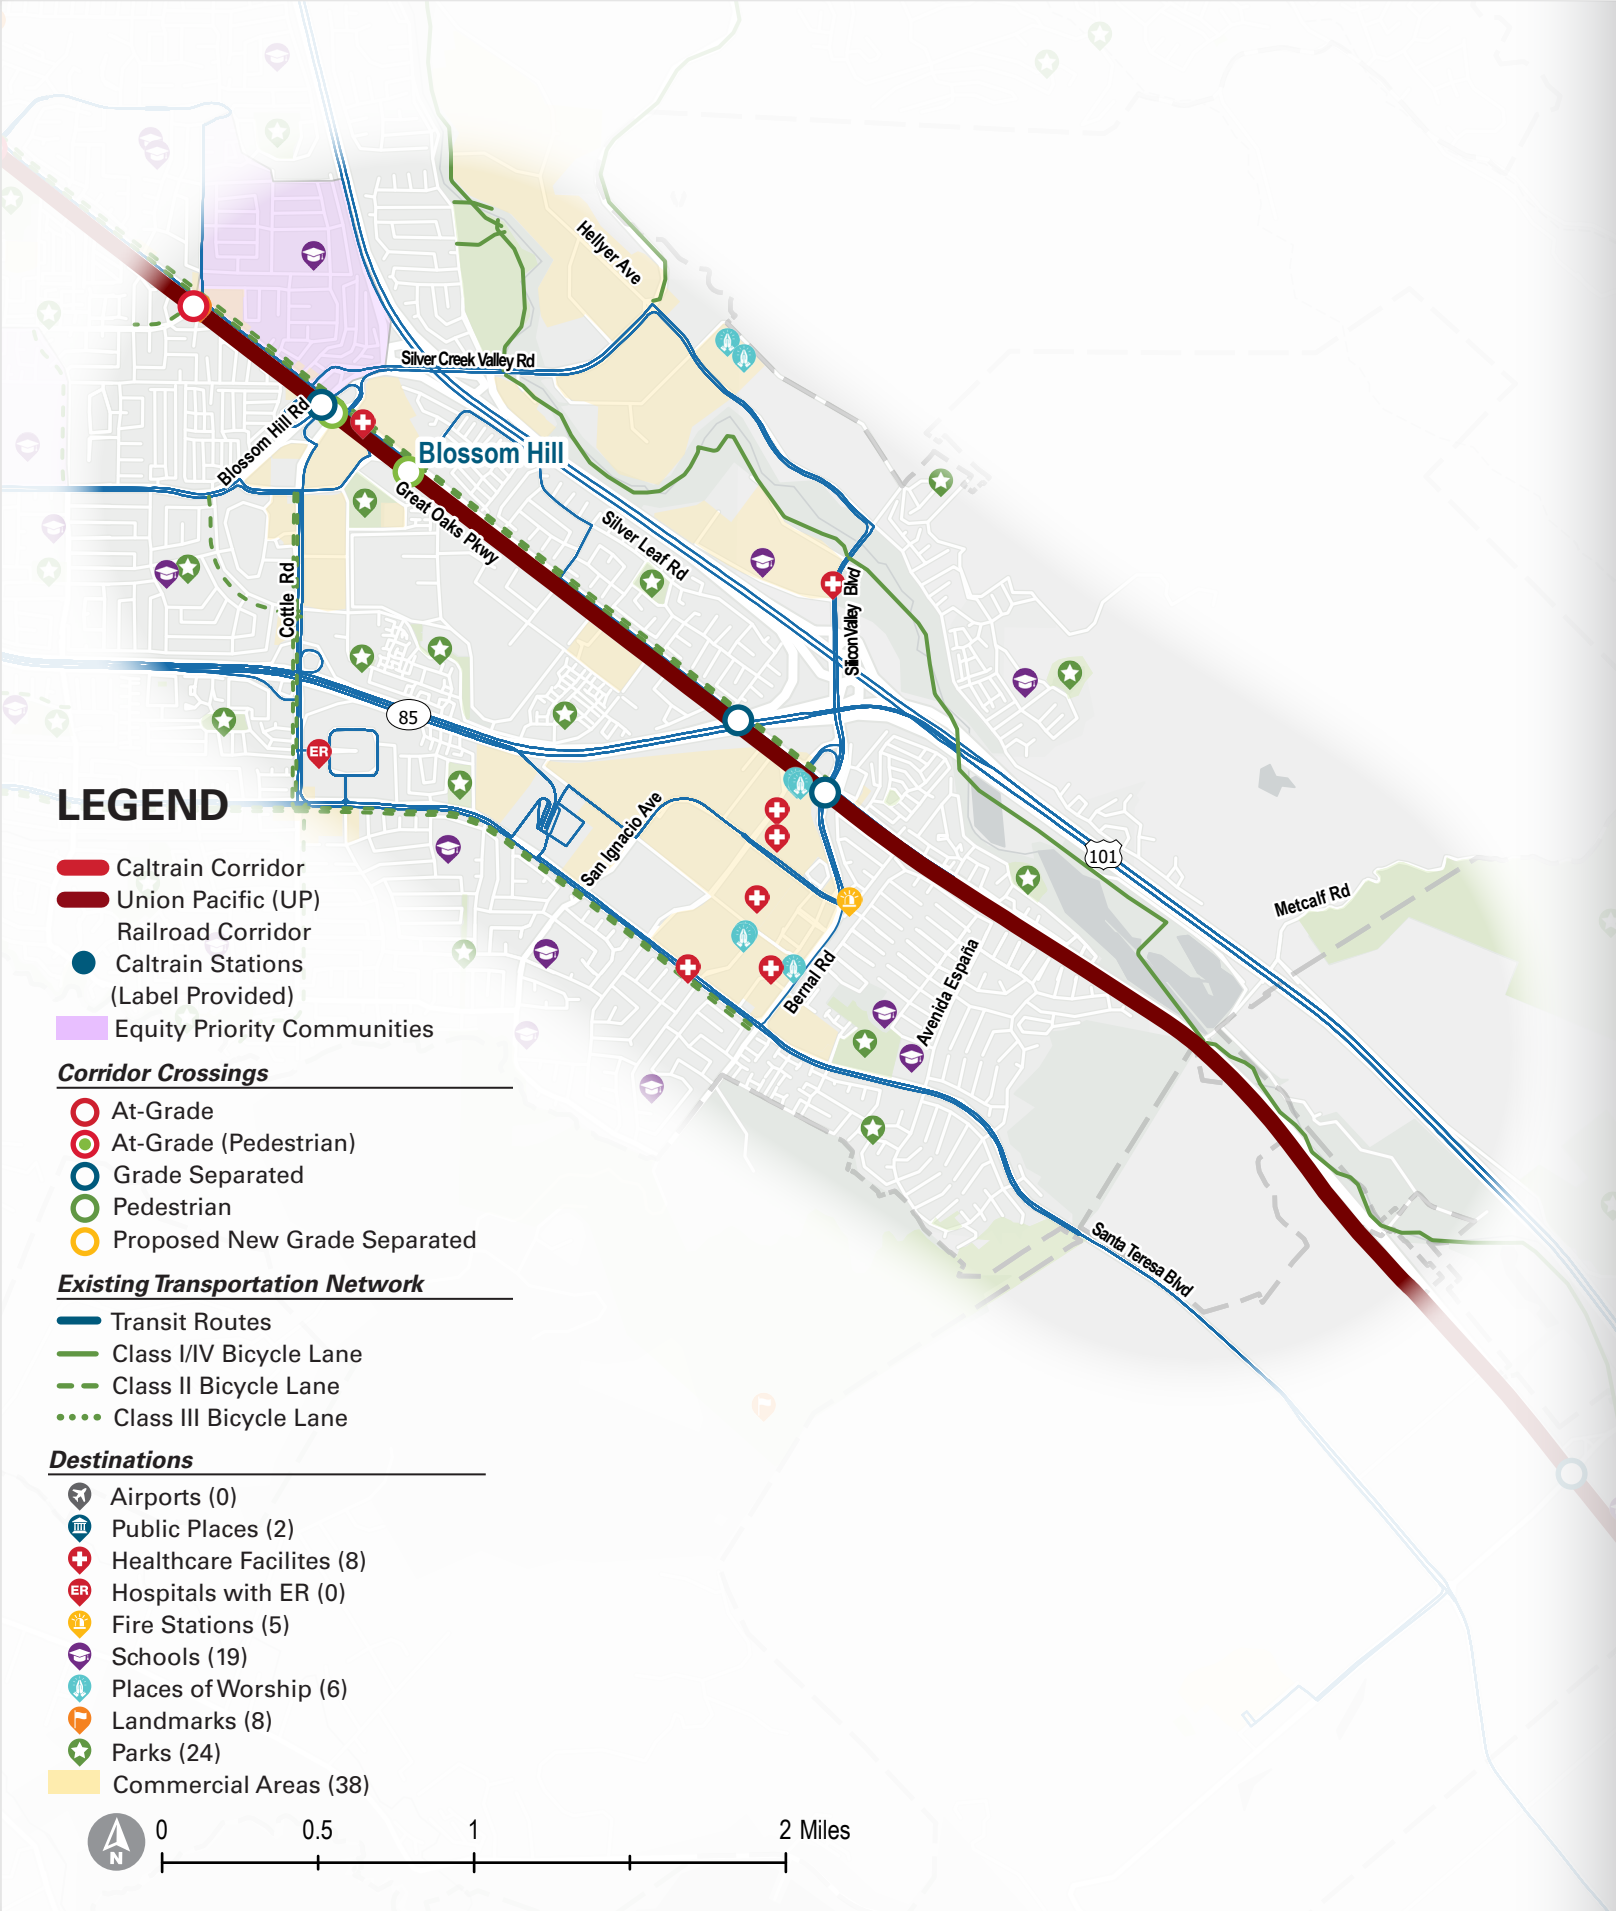 Hellyer Ave
Silver Creek Valley Rd
Blossom Hill Rd
Blossom Hill
Great Oaks Pkwy
Silver Leaf Rd
Cottle Rd
Silicon Valley Blvd
85
ER
San Ignacio Ave
101
Metcalf Rd
Bernal Rd
Avenida España
Santa Teresa Blvd
LEGEND
Caltrain Corridor
Union Pacific (UP)
Railroad Corridor
Caltrain Stations
(Label Provided)
Equity Priority Communities
Corridor Crossings
At-Grade
At-Grade (Pedestrian)
Grade Separated
Pedestrian
Proposed New Grade Separated
Existing Transportation Network
Transit Routes
Class I/IV Bicycle Lane
Class II Bicycle Lane
Class III Bicycle Lane
Destinations
Airports (0)
Public Places (2)
Healthcare Facilites (8)
ER Hospitals with ER (0)
Fire Stations (5)
Schools (19)
Places of Worship (6)
Landmarks (8)
Parks (24)
Commercial Areas (38)
N
0 0.5 1 2 Miles